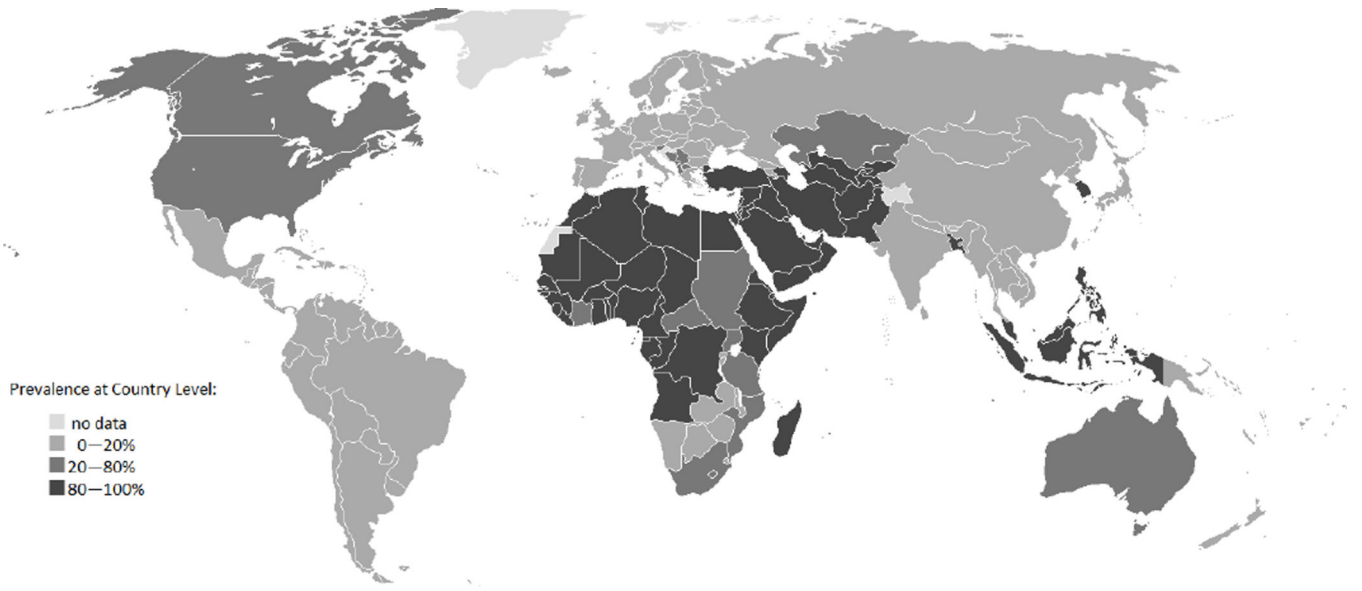 Prevalence at Country Level:
no data
0—20%
20—80%
80—100%